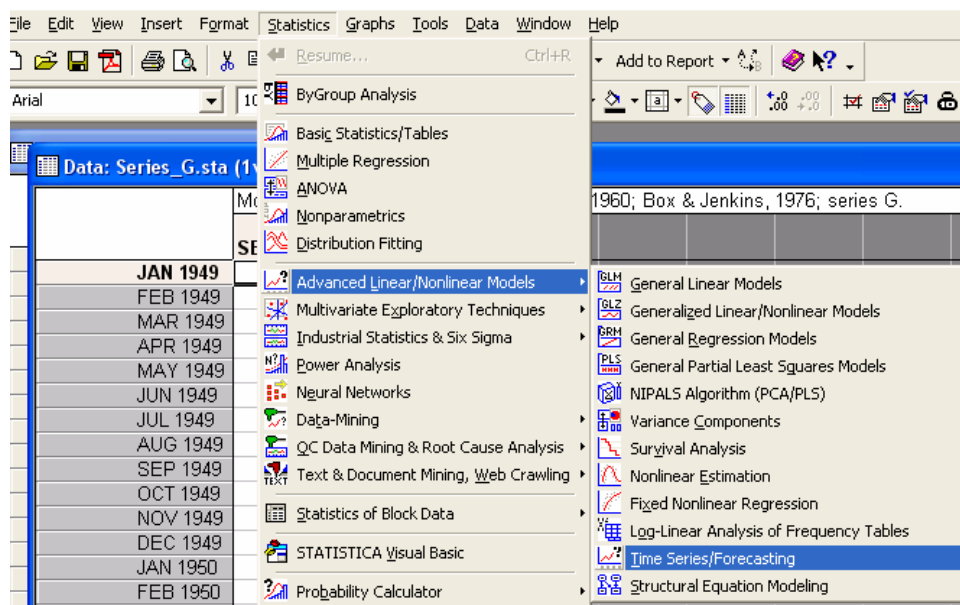 File Edit View Insert Format Statistics Graphs Tools Data Window Help
Resume... Ctrl+R
Add to Report
Arial
10
ByGroup Analysis
Basic Statistics/Tables
Multiple Regression
ANOVA
Nonparametrics
Distribution Fitting
Advanced Linear/Nonlinear Models
Multivariate Exploratory Techniques
Industrial Statistics & Six Sigma
Power Analysis
Neural Networks
Data-Mining
QC Data Mining & Root Cause Analysis
Text & Document Mining, Web Crawling
Statistics of Block Data
STATISTICA Visual Basic
Probability Calculator
General Linear Models
Generalized Linear/Nonlinear Models
General Regression Models
General Partial Least Squares Models
NIPALS Algorithm (PCA/PLS)
Variance Components
Survival Analysis
Nonlinear Estimation
Fixed Nonlinear Regression
Log-Linear Analysis of Frequency Tables
Time Series/Forecasting
Structural Equation Modeling
Data: Series_G.sta (1v
Mo
1960; Box & Jenkins, 1976; series G.
SE
JAN 1949
FEB 1949
MAR 1949
APR 1949
MAY 1949
JUN 1949
JUL 1949
AUG 1949
SEP 1949
OCT 1949
NOV 1949
DEC 1949
JAN 1950
FEB 1950